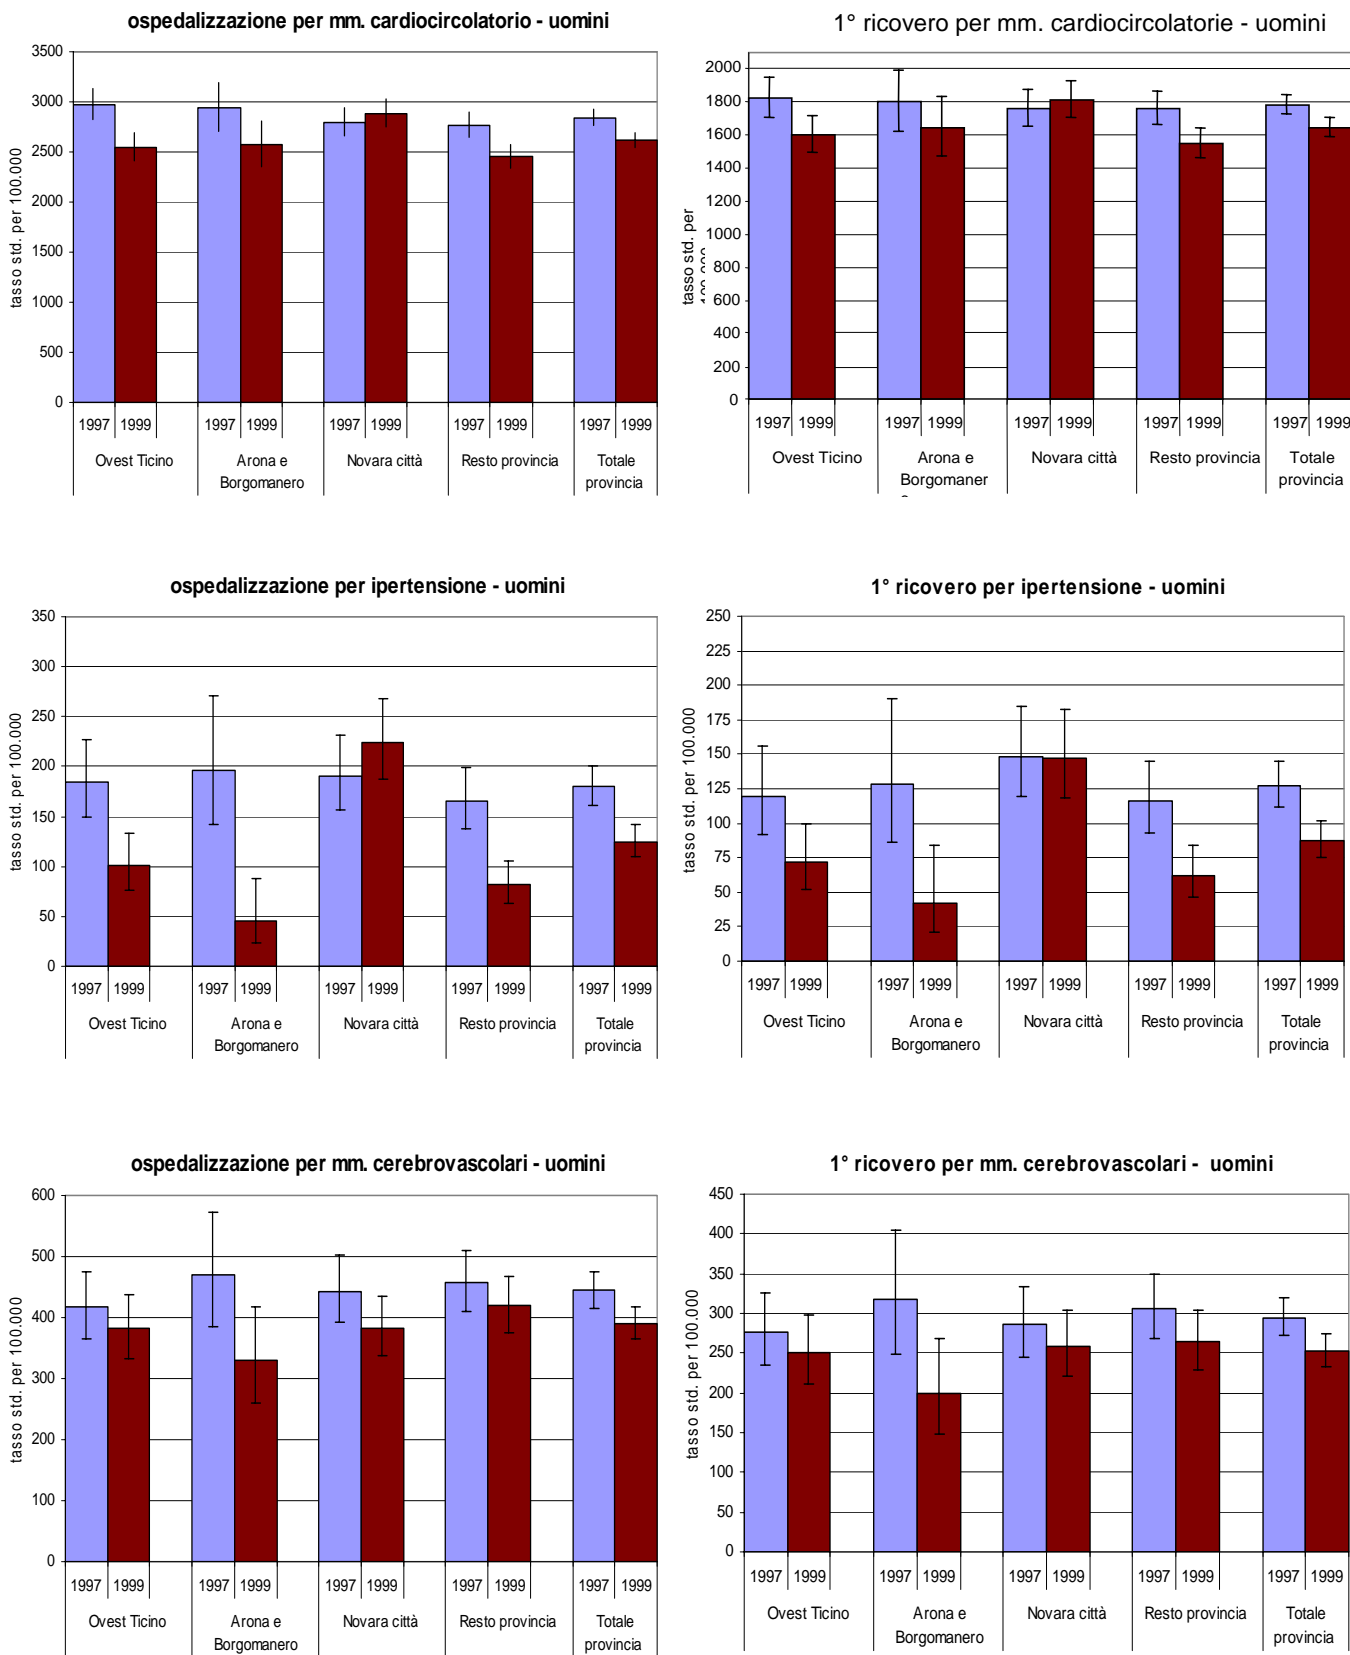 ospedalizzazione per mm. cardiocircolatorio - uomini
3500
3000
2500
2000
1500
1000
500
0
tasso std. per 100.000
1997 1999 1997 1999 1997 1999 1997 1999 1997 1999
Ovest Ticino Arona e Novara città Resto provincia Totale
Borgomanero provincia
1° ricovero per mm. cardiocircolatorie - uomini
2000
1800
1600
1400
1200
1000
800
600
400
200
0
tasso std. per
1997 1999 1997 1999 1997 1999 1997 1999 1997 1999
Ovest Ticino Arona e Novara città Resto provincia Totale
Borgomaner provincia
ospedalizzazione per ipertensione - uomini
350
300
250
200
150
100
50
0
tasso std. per 100.000
1997 1999 1997 1999 1997 1999 1997 1999 1997 1999
Ovest Ticino Arona e Novara città Resto provincia Totale
Borgomanero provincia
1° ricovero per ipertensione - uomini
250
225
200
175
150
125
100
75
50
25
0
tasso std. per 100.000
1997 1999 1997 1999 1997 1999 1997 1999 1997 1999
Ovest Ticino Arona e Novara città Resto provincia Totale
Borgomanero provincia
ospedalizzazione per mm. cerebrovascolari - uomini
600
500
400
300
200
100
0
tasso std. per 100.000
1997 1999 1997 1999 1997 1999 1997 1999 1997 1999
Ovest Ticino Arona e Novara città Resto provincia Totale
Borgomanero provincia
1° ricovero per mm. cerebrovascolari - uomini
450
400
350
300
250
200
150
100
50
0
tasso std. per 100.000
1997 1999 1997 1999 1997 1999 1997 1999 1997 1999
Ovest Ticino Arona e Novara città Resto provincia Totale
Borgomanero provincia